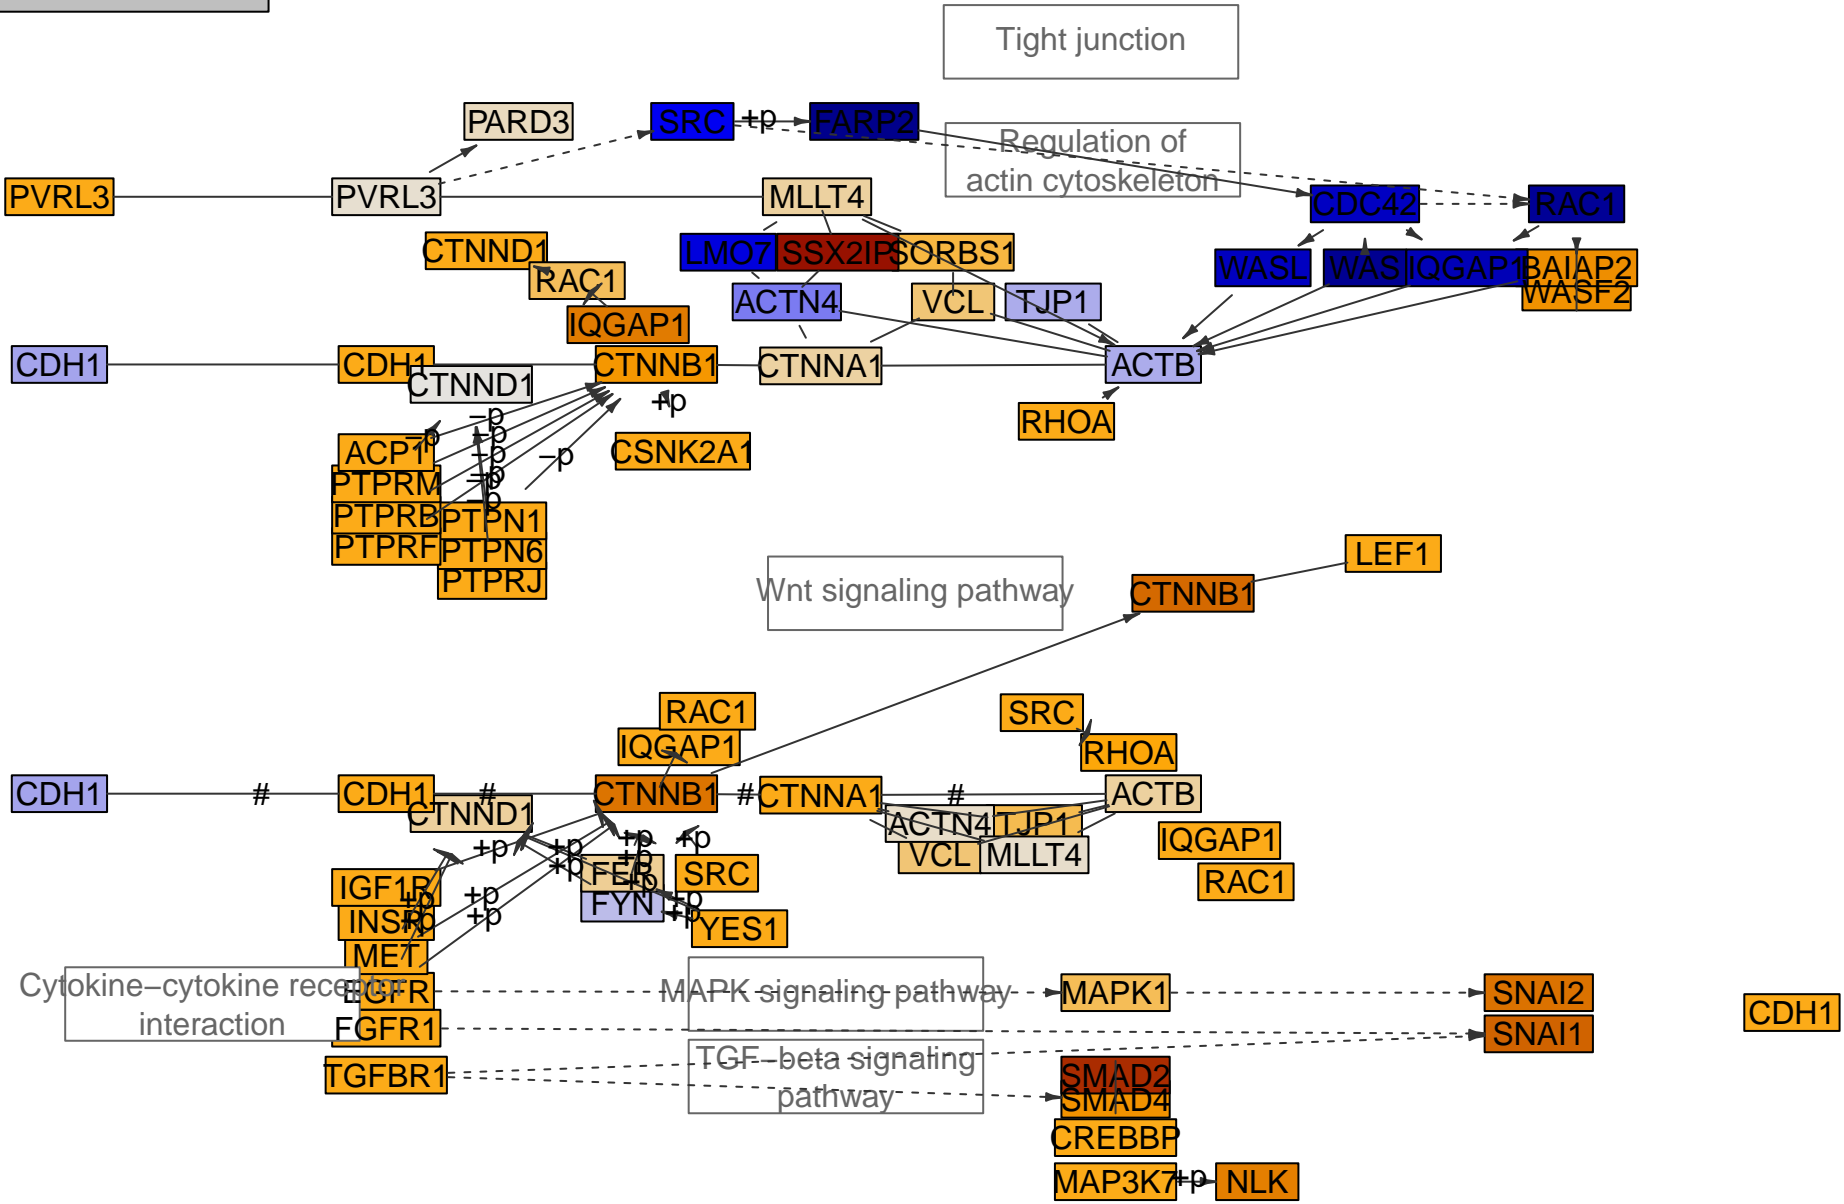 Tight junction
PARD3
SRC
+p
FARP2
Regulation of
actin cytoskeleton
PVRL3
PVRL3
MLLT4
CDC42
RAC1
CTNND1
RAC1
LMO7
SSX2IP
SORBS1
WASL
WAS
IQGAP1
BAIAP2
WASF2
ACTN4
VCL
TJP1
IQGAP1
CDH1
CDH1
CTNND1
CTNNB1
CTNNA1
ACTB
+p
RHOA
−p
−p
−p
−p
−p
−p
−p
−p
ACP1
CSNK2A1
PTPRM
PTPRB
PTPN1
PTPRF
PTPN6
PTPRJ
LEF1
Wnt signaling pathway
CTNNB1
RAC1
SRC
IQGAP1
RHOA
CDH1
#
CDH1
#
CTNNB1
#
CTNNA1
#
ACTB
CTNND1
ACTN4
TJP1
VCL
MLLT4
IQGAP1
RAC1
+p
+p
+p
+p
+p
+p
+p
IGF1R
FER
SRC
+p
+p
+p
INSR
+p
+p
FYN
+p
+p
YES1
MET
Cytokine−cytokine receptor
interaction
EGFR
MAPK signaling pathway
MAPK1
SNAI2
CDH1
FGFR1
SNAI1
TGF−beta signaling
pathway
TGFBR1
SMAD2
SMAD4
CREBBP
MAP3K7
+p
NLK